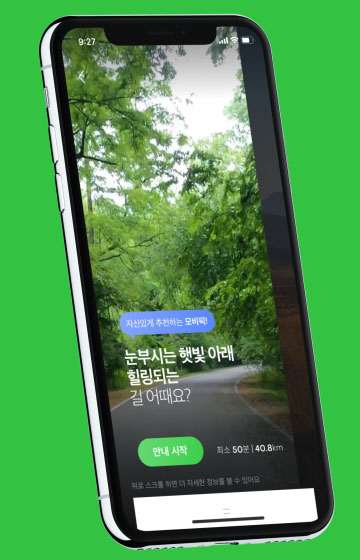 9:27
자신있게 추천하는 모비픽!
눈부시는 햇빛 아래
힐링되는
길 어때요?
안내 시작
최소 50분 | 40.8km
위로 스크롤 하면 더 자세한 정보를 볼 수 있어요